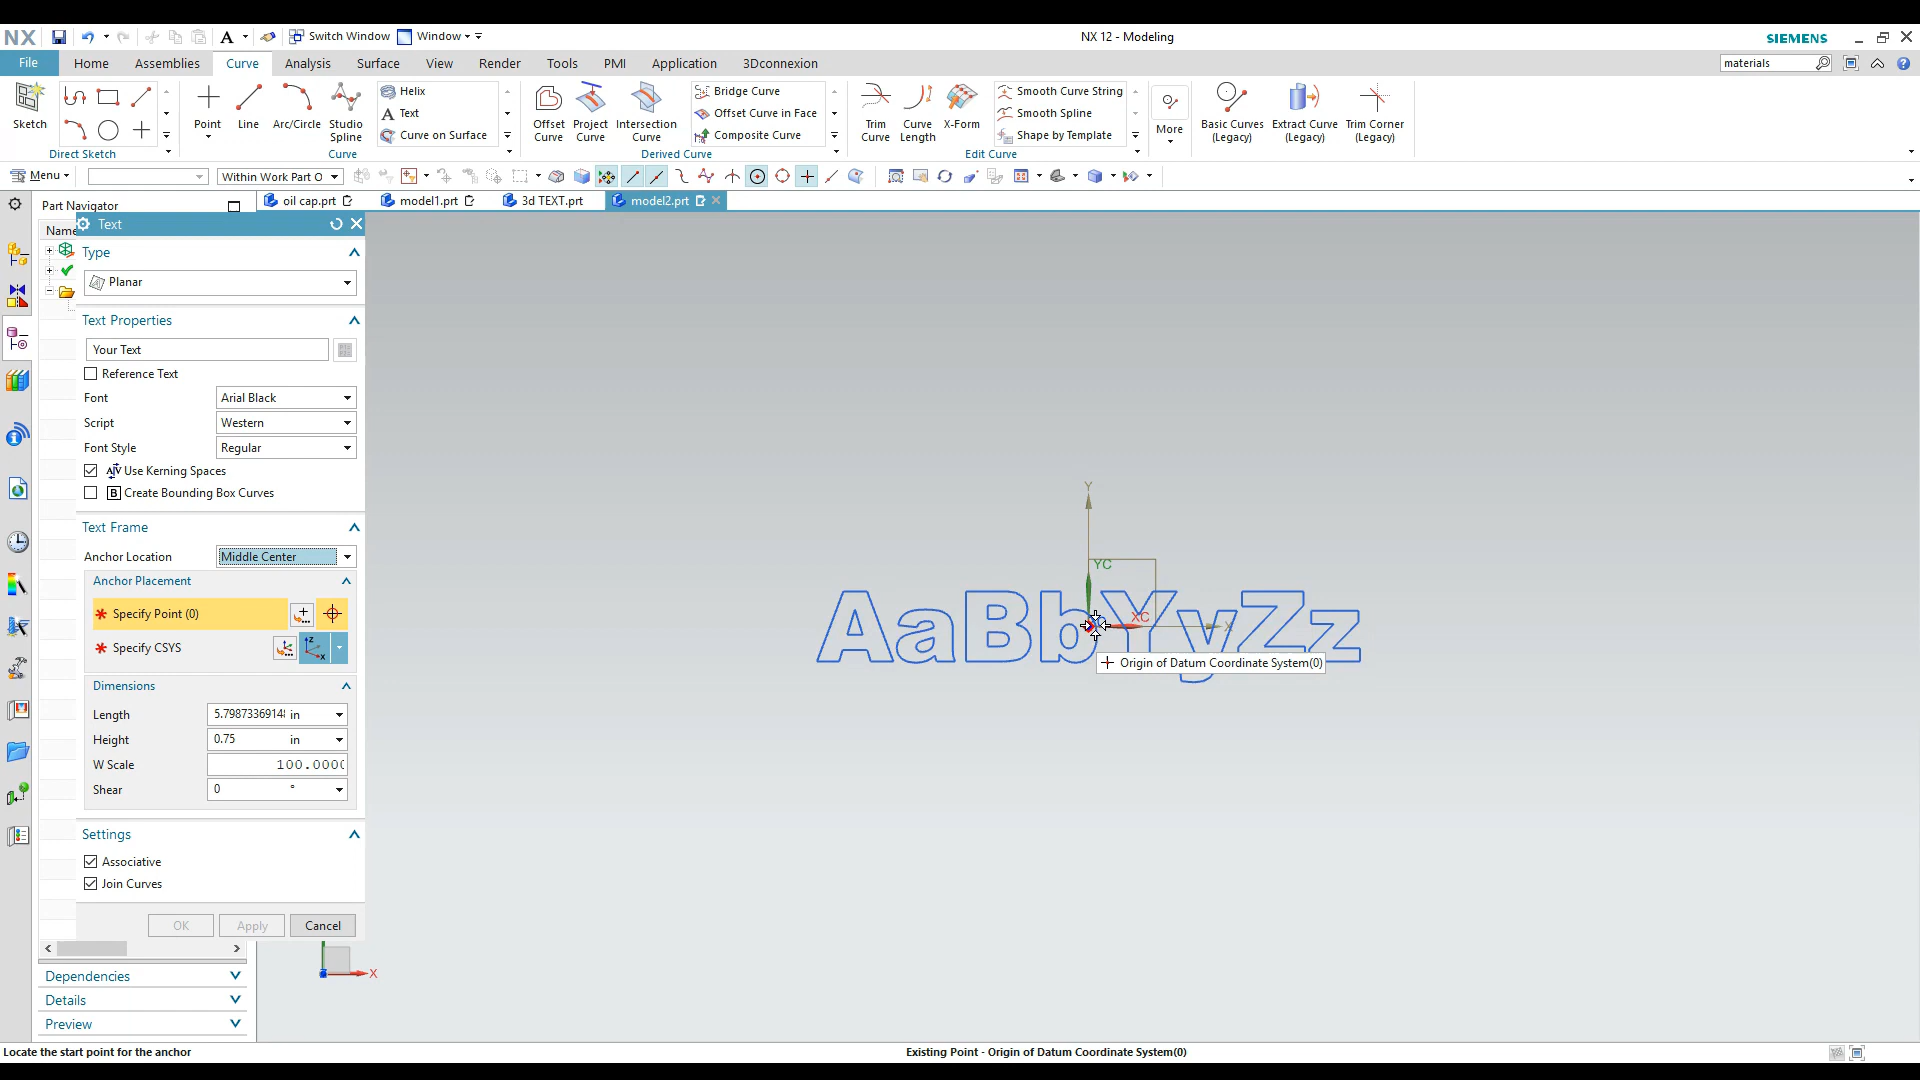 NX
Switch Window
Window
NX 12 - Modeling
SIEMENS
File
Home
Assemblies
Curve
Analysis
Surface
View
Render
Tools
PMI
Application
3Dconnexion
materials
Sketch
Point
Line
Arc/Circle
Studio Spline
Helix
Text
Curve on Surface
Offset Curve
Project Curve
Intersection Curve
Bridge Curve
Offset Curve in Face
Composite Curve
Trim Curve
Curve Length
X-Form
Smooth Curve String
Smooth Spline
Shape by Template
More
Basic Curves (Legacy)
Extract Curve (Legacy)
Trim Corner (Legacy)
Direct Sketch
Curve
Derived Curve
Edit Curve
Menu
Within Work Part O
Part Navigator
oil cap.prt
model1.prt
3d TEXT.prt
model2.prt
Name
Text
Type
Planar
Text Properties
Your Text
Reference Text
Font
Arial Black
Script
Western
Font Style
Regular
Use Kerning Spaces
B Create Bounding Box Curves
Text Frame
Anchor Location
Middle Center
Anchor Placement
* Specify Point (0)
* Specify CSYS
Dimensions
Length
5.7987336914 in
Height
0.75 in
W Scale
100.0000
Shear
0 °
Settings
Associative
Join Curves
OK
Apply
Cancel
Dependencies
Details
Preview
Y
YC
XC
X
AaBbYyZz
Origin of Datum Coordinate System(0)
X
Locate the start point for the anchor
Existing Point - Origin of Datum Coordinate System(0)